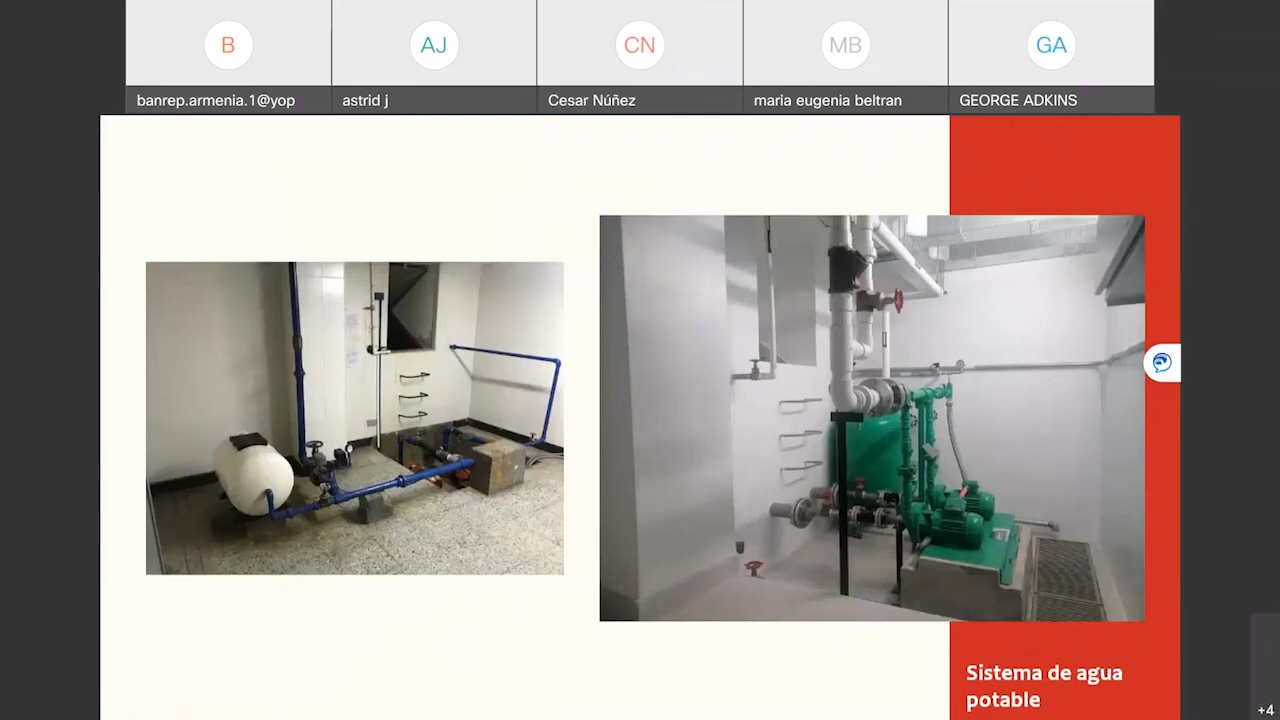 B
AJ
CN
MB
GA
banrep.armenia.1@yop
astrid j
Cesar Núñez
maria eugenia beltran
GEORGE ADKINS
Sistema de agua
potable
+4